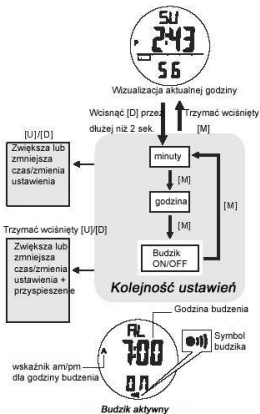 SU
P 2:43
56
Wizualizacja aktualnej godziny
Wcisnąć [D] przez
dłużej niż 2 sek.
Trzymać wciśnięty
[M]
[U]/[D]
Zwiększa lub
zmniejsza
czas/zmienia
ustawienia
minuty
[M]
godzina
[M]
[M]
Budzik
ON/OFF
Trzymać wciśnięty [U]/[D]
Zwiększa lub
zmniejsza
czas/zmienia
ustawienia +
przyspieszenie
Kolejność ustawień
Godzina budzenia
AL
A 7:00
ON
Symbol
budzika
wskaźnik am/pm
dla godziny budzenia
Budzik aktywny